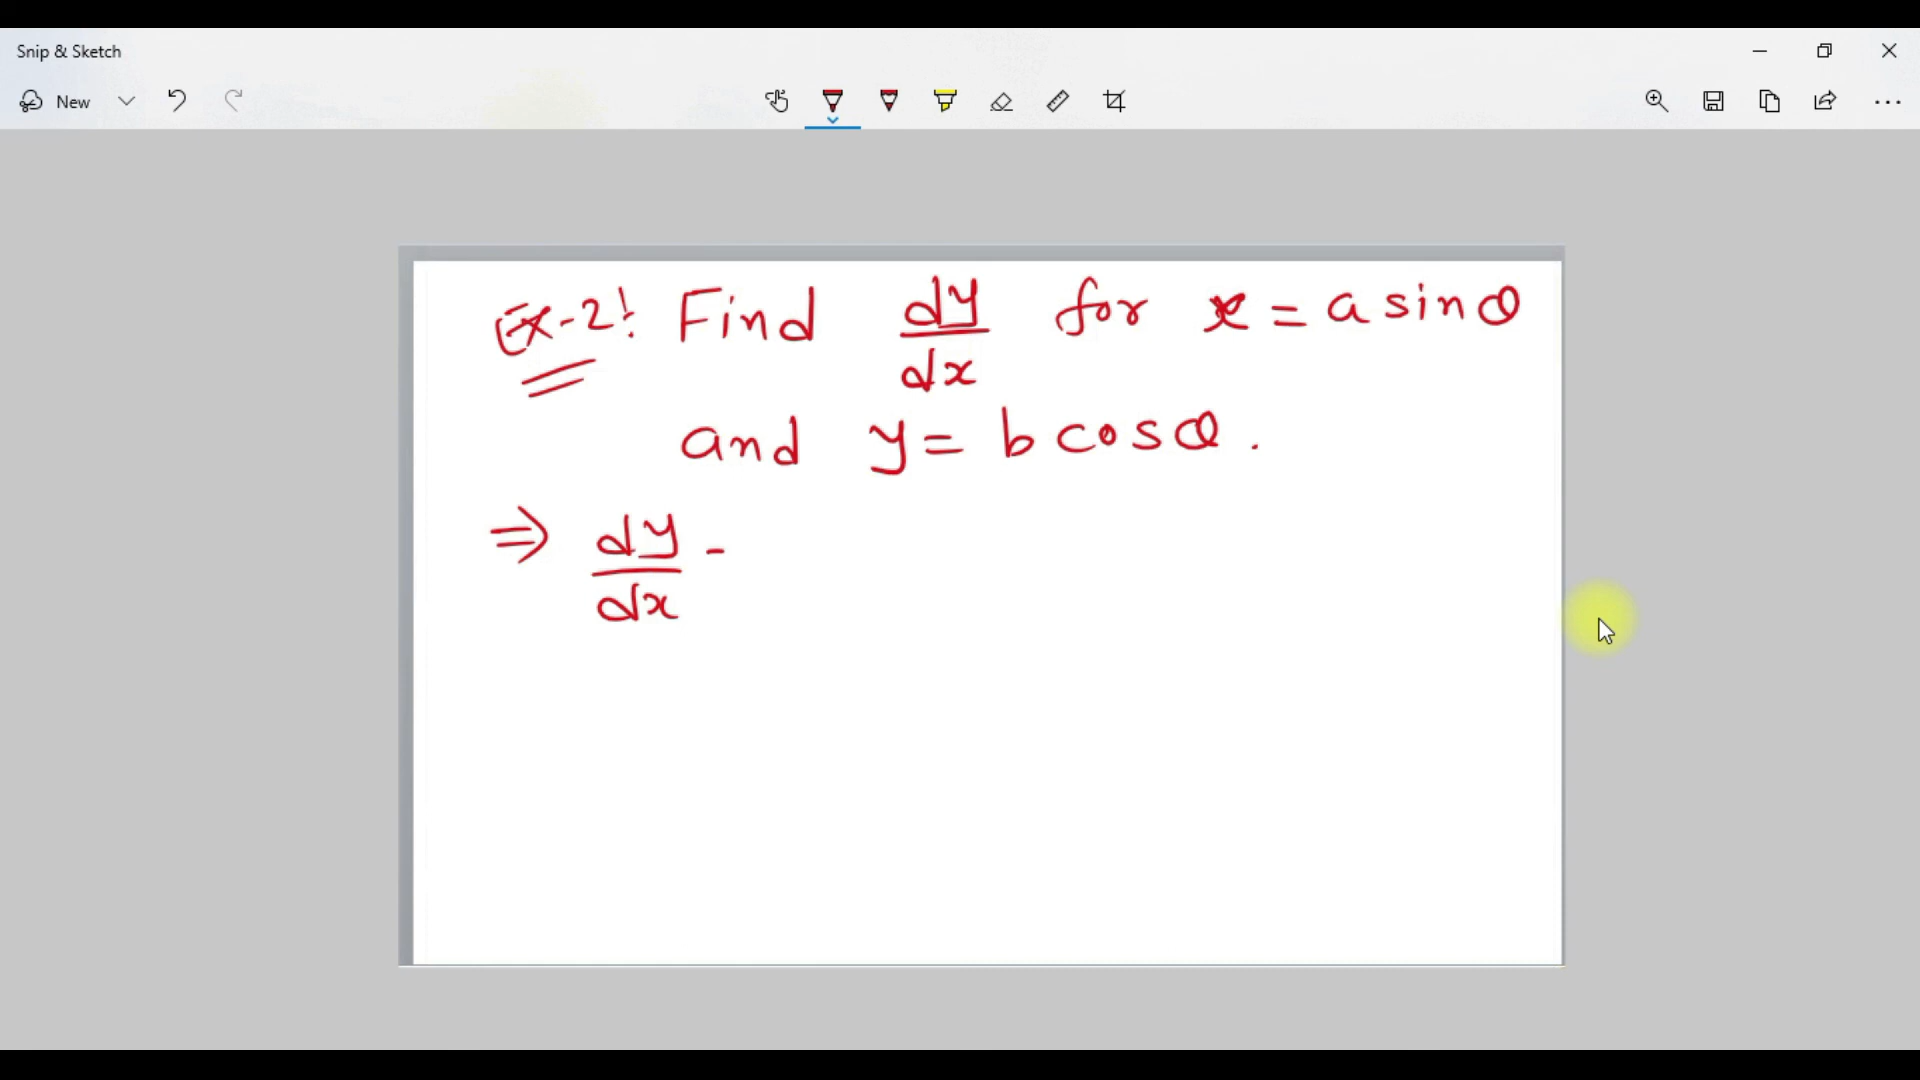 Snip & Sketch
New
Ex-2: Find dy/dx for x = a sinθ
and y = b cosθ.
⇒ dy/dx -